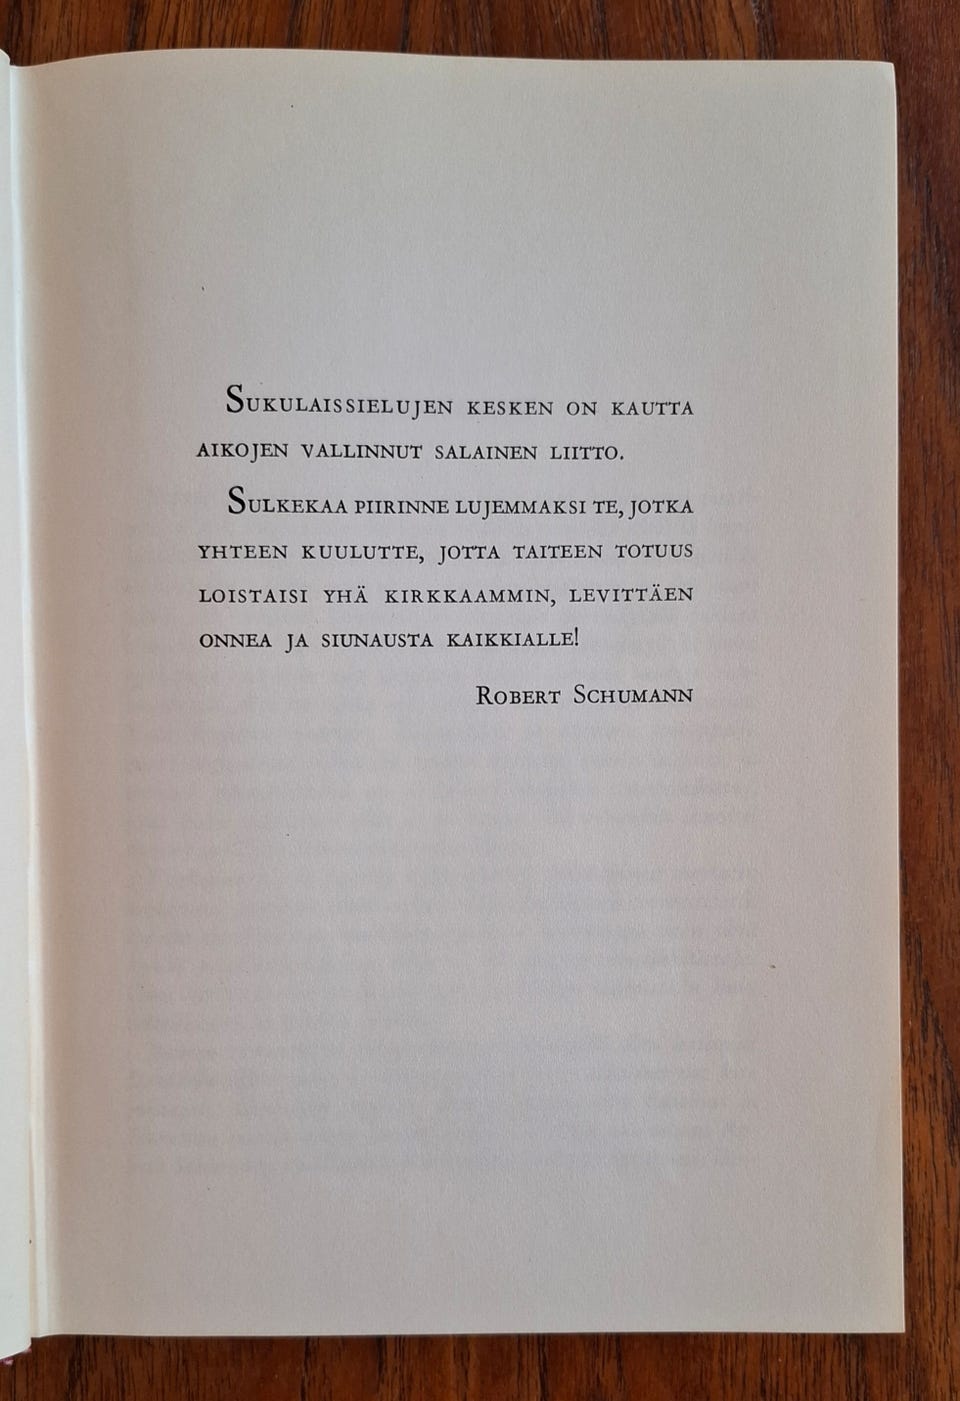 SUKULAISSIELUJEN KESKEN ON KAUTTA
AIKOJEN VALLINNUT SALAINEN LIITTO.
SULKEKAA PIIRINNE LUJEMMAKSI TE, JOTKA
YHTEEN KUULUTTE, JOTTA TAITEEN TOTUUS
LOISTAISI YHÄ KIRKKAAMMIN, LEVITTÄEN
ONNEA JA SIUNAUSTA KAIKKIALLE!
ROBERT SCHUMANN